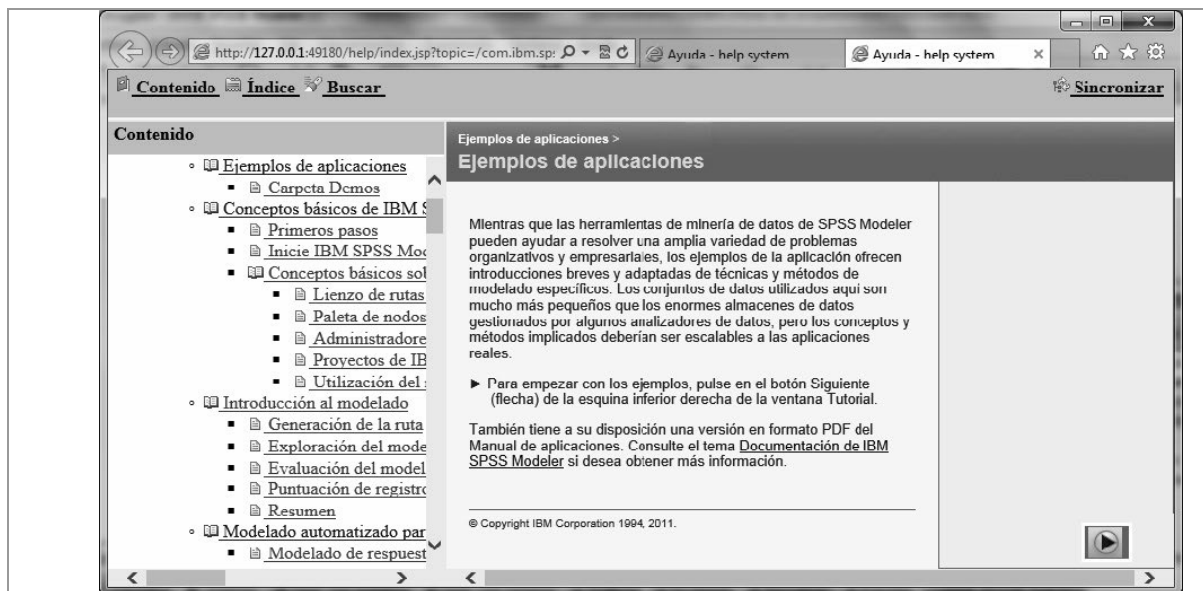 http://127.0.0.1:49180/help/index.jsp?topic=/com.ibm.sps
Ayuda - help system
Ayuda - help system
Contenido Índice Buscar
Sincronizar
Contenido
Ejemplos de aplicaciones
Carpeta Demos
Conceptos básicos de IBM S
Primeros pasos
Inicie IBM SPSS Mod
Conceptos básicos sob
Lienzo de rutas
Paleta de nodos
Administradore
Proyectos de IB
Utilización del
Introducción al modelado
Generación de la ruta
Exploración del mode
Evaluación del model
Puntuación de registro
Resumen
Modelado automatizado par
Modelado de respuest
Ejemplos de aplicaciones >
Ejemplos de aplicaciones
Mientras que las herramientas de minería de datos de SPSS Modeler
pueden ayudar a resolver una amplia variedad de problemas
organizativos y empresariales, los ejemplos de la aplicación ofrecen
introducciones breves y adaptadas de técnicas y métodos de
modelado específicos. Los conjuntos de datos utilizados aquí son
mucho más pequeños que los enormes almacenes de datos
gestionados por algunos analizadores de datos, pero los conceptos y
métodos implicados deberían ser escalables a las aplicaciones
reales.
► Para empezar con los ejemplos, pulse en el botón Siguiente
(flecha) de la esquina inferior derecha de la ventana Tutorial.
También tiene a su disposición una versión en formato PDF del
Manual de aplicaciones. Consulte el tema Documentación de IBM
SPSS Modeler si desea obtener más información.
© Copyright IBM Corporation 1994, 2011.